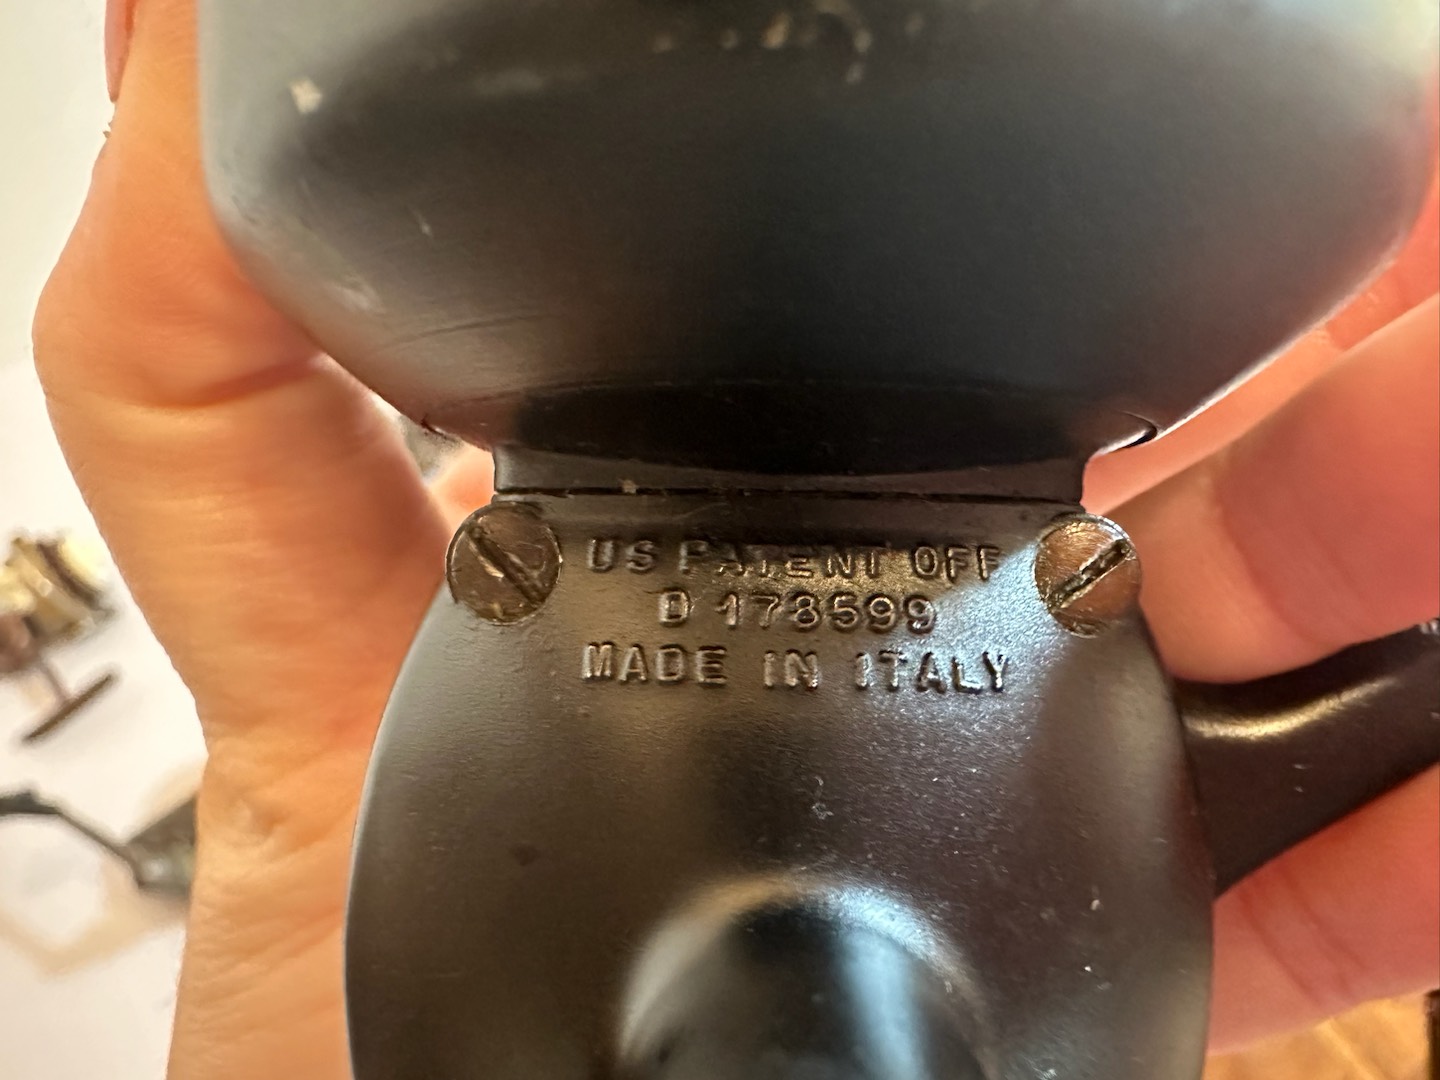 US PATENT OFF
D 178599
MADE IN ITALY